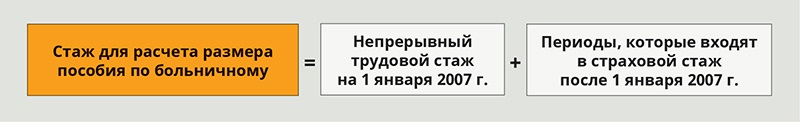 Стаж для расчета размера
пособия по больничному
=
Непрерывный
трудовой стаж
на 1 января 2007 г.
+
Периоды, которые входят
в страховой стаж
после 1 января 2007 г.